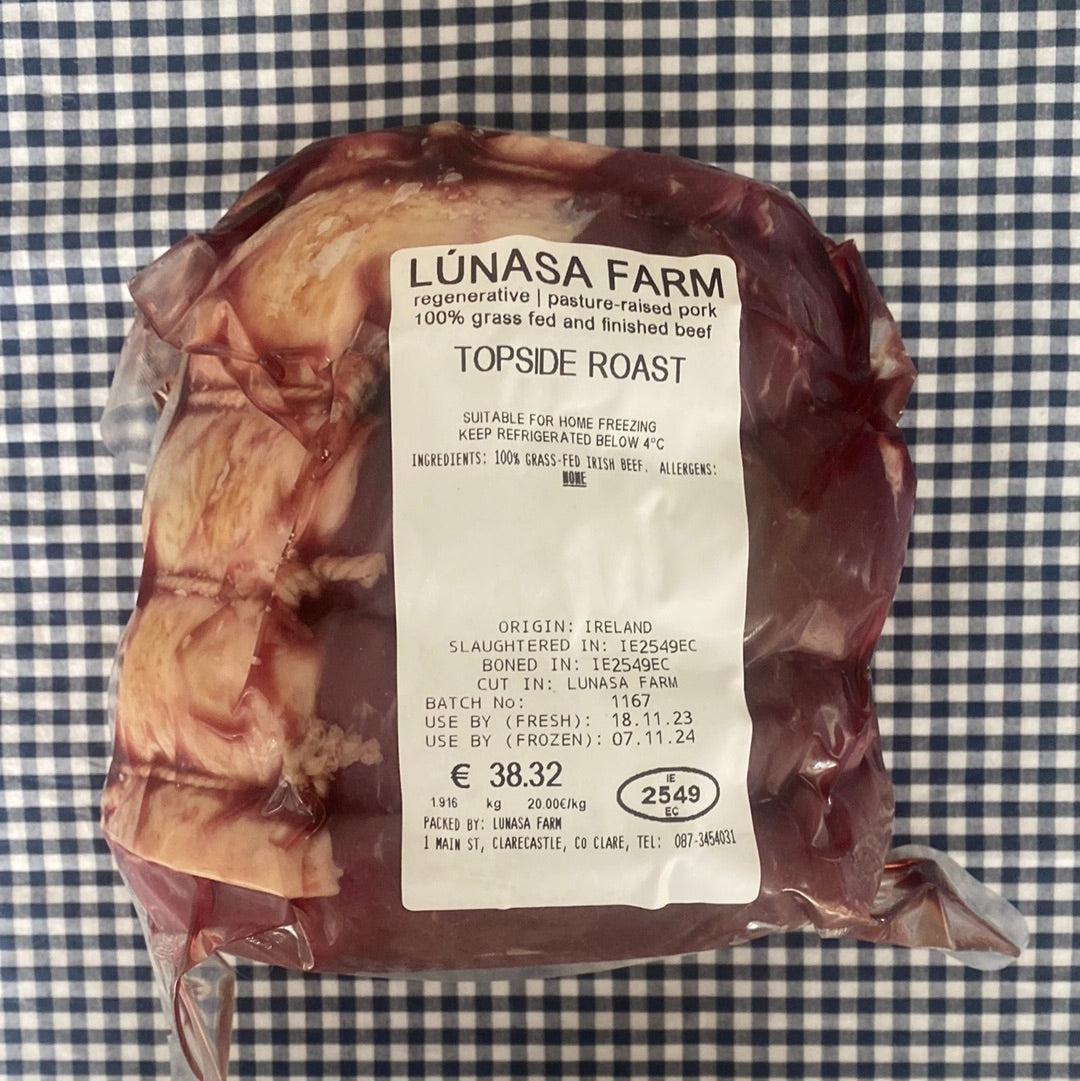 LÚNASA FARM
regenerative | pasture-raised pork
100% grass fed and finished beef
TOPSIDE ROAST
SUITABLE FOR HOME FREEZING
KEEP REFRIGERATED BELOW 4°C
INGREDIENTS: 100% GRASS-FED IRISH BEEF. ALLERGENS:
NONE
ORIGIN: IRELAND
SLAUGHTERED IN: IE2549EC
BONED IN: IE2549EC
CUT IN: LUNASA FARM
BATCH No: 1167
USE BY (FRESH): 18.11.23
USE BY (FROZEN): 07.11.24
€ 38.32
1.916 kg 20.00€/kg
IE
2549
EC
PACKED BY: LUNASA FARM
1 MAIN ST, CLARECASTLE, CO CLARE, TEL: 087-3454031